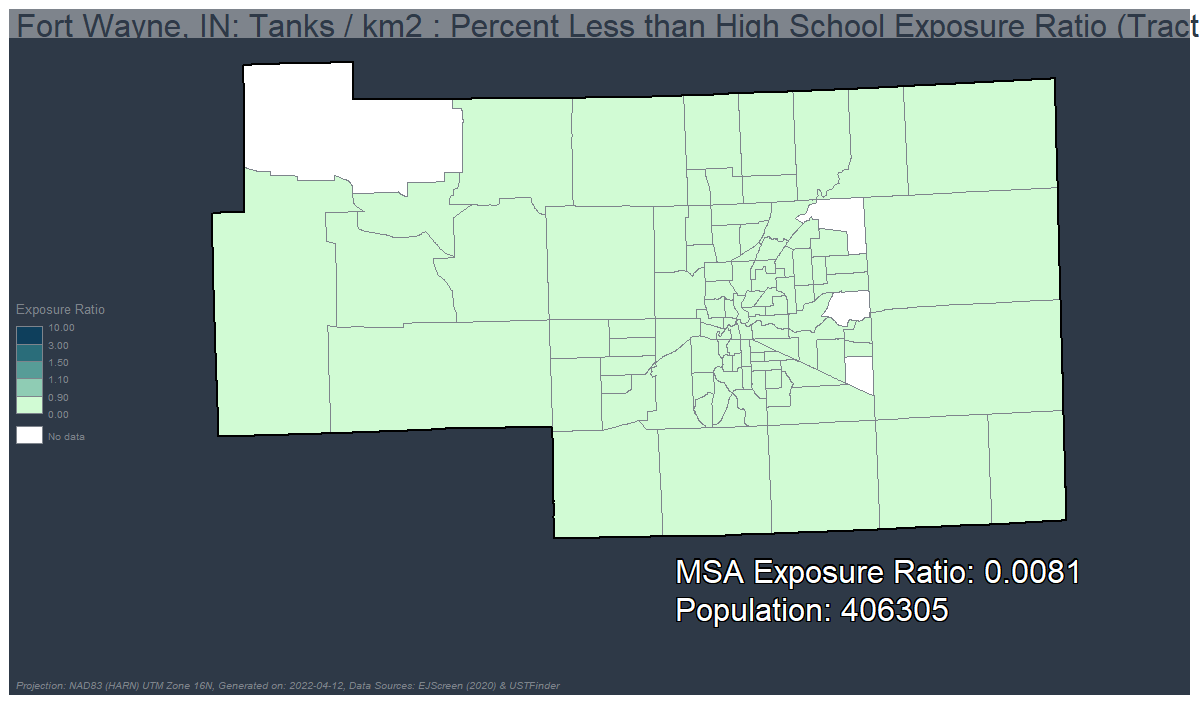 Fort Wayne, IN: Tanks / km2 : Percent Less than High School Exposure Ratio (Tract
Exposure Ratio
10.00
3.00
1.50
1.10
0.90
0.00
No data
MSA Exposure Ratio: 0.0081
Population: 406305
Projection: NAD83 (HARN) UTM Zone 16N, Generated on: 2022-04-12, Data Sources: EJScreen (2020) & USTFinder